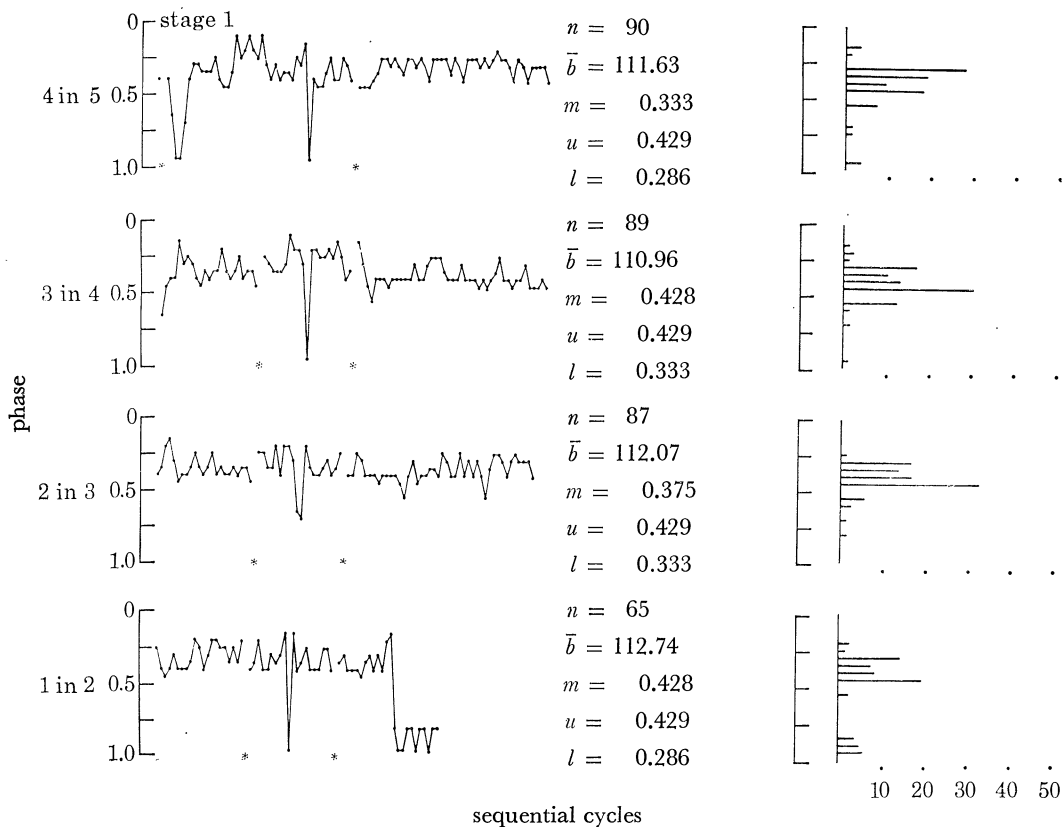 stage 1
0
4 in 5 0.5
1.0
* *
n = 90
b̄ = 111.63
m = 0.333
u = 0.429
l = 0.286
0
3 in 4 0.5
1.0
* *
n = 89
b̄ = 110.96
m = 0.428
u = 0.429
l = 0.333
phase
0
2 in 3 0.5
1.0
* *
n = 87
b̄ = 112.07
m = 0.375
u = 0.429
l = 0.333
0
1 in 2 0.5
1.0
* *
n = 65
b̄ = 112.74
m = 0.428
u = 0.429
l = 0.286
10 20 30 40 50
sequential cycles